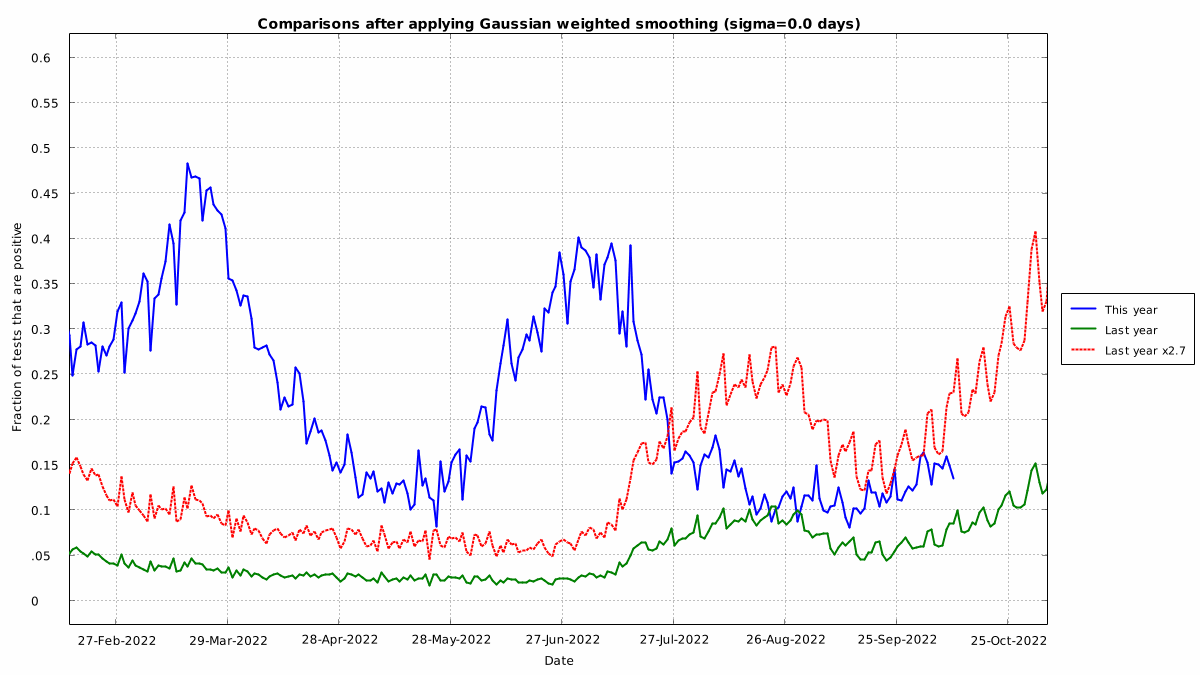 Comparisons after applying Gaussian weighted smoothing (sigma=0.0 days)
0.6
0.55
0.5
0.45
0.4
0.35
0.3
0.25
0.2
0.15
0.1
.05
0
Fraction of tests that are positive
27-Feb-2022 29-Mar-2022 28-Apr-2022 28-May-2022 27-Jun-2022 27-Jul-2022 26-Aug-2022 25-Sep-2022 25-Oct-2022
Date
This year
Last year
Last year x2.7